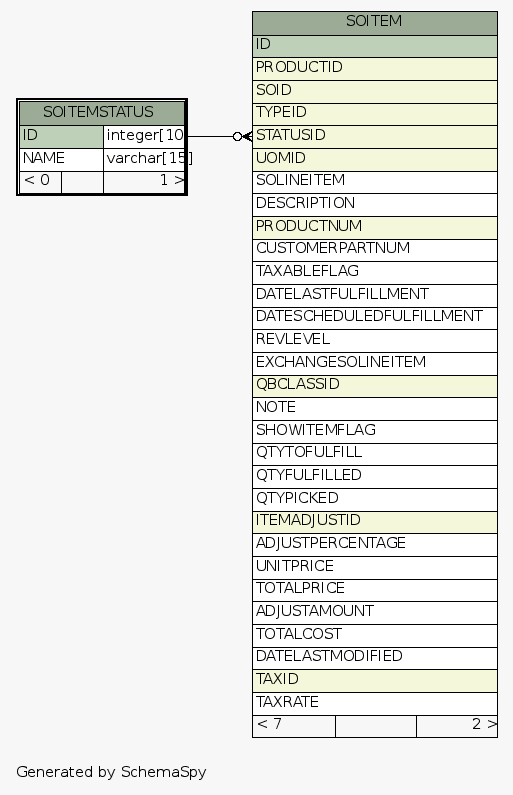 SOITEMSTATUS
ID integer[10
NAME varchar[15]
< 0 1 >
SOITEM
ID
PRODUCTID
SOID
TYPEID
STATUSID
UOMID
SOLINEITEM
DESCRIPTION
PRODUCTNUM
CUSTOMERPARTNUM
TAXABLEFLAG
DATELASTFULFILLMENT
DATESCHEDULEDFULFILLMENT
REVLEVEL
EXCHANGESOLINEITEM
QBCLASSID
NOTE
SHOWITEMFLAG
QTYTOFULFILL
QTYFULFILLED
QTYPICKED
ITEMADJUSTID
ADJUSTPERCENTAGE
UNITPRICE
TOTALPRICE
ADJUSTAMOUNT
TOTALCOST
DATELASTMODIFIED
TAXID
TAXRATE
< 7 2 >
Generated by SchemaSpy